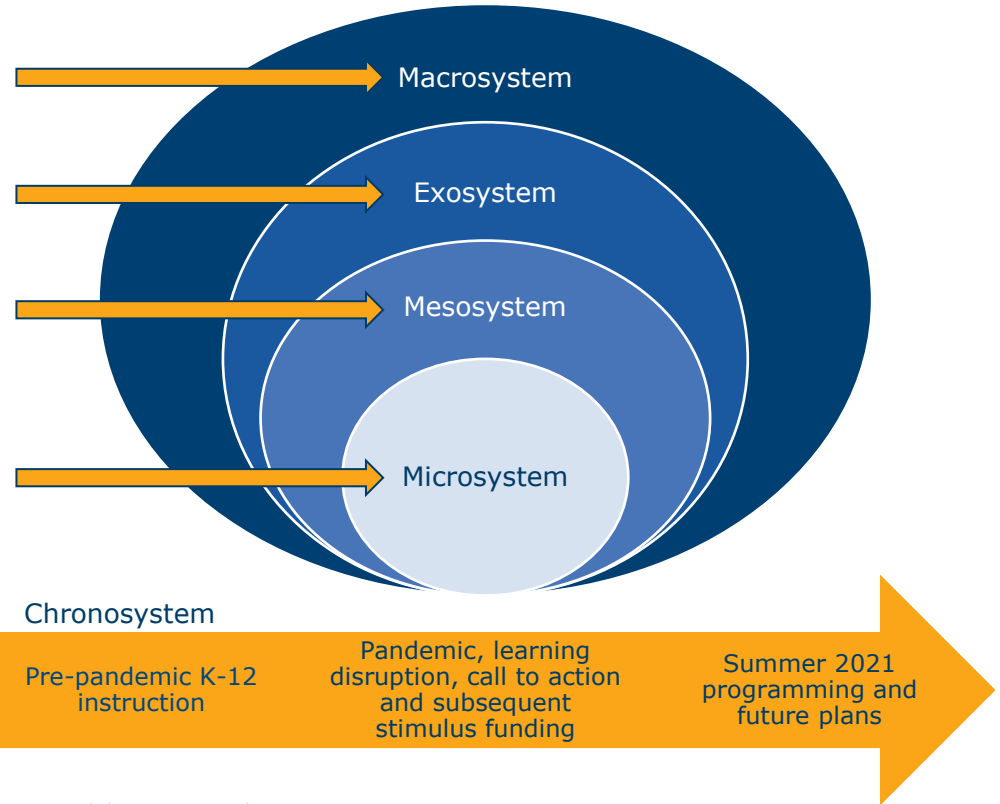 Macrosystem
Exosystem
Mesosystem
Microsystem
Chronosystem
Pre-pandemic K-12
instruction
Pandemic, learning
disruption, call to action
and subsequent
stimulus funding
Summer 2021
programming and
future plans